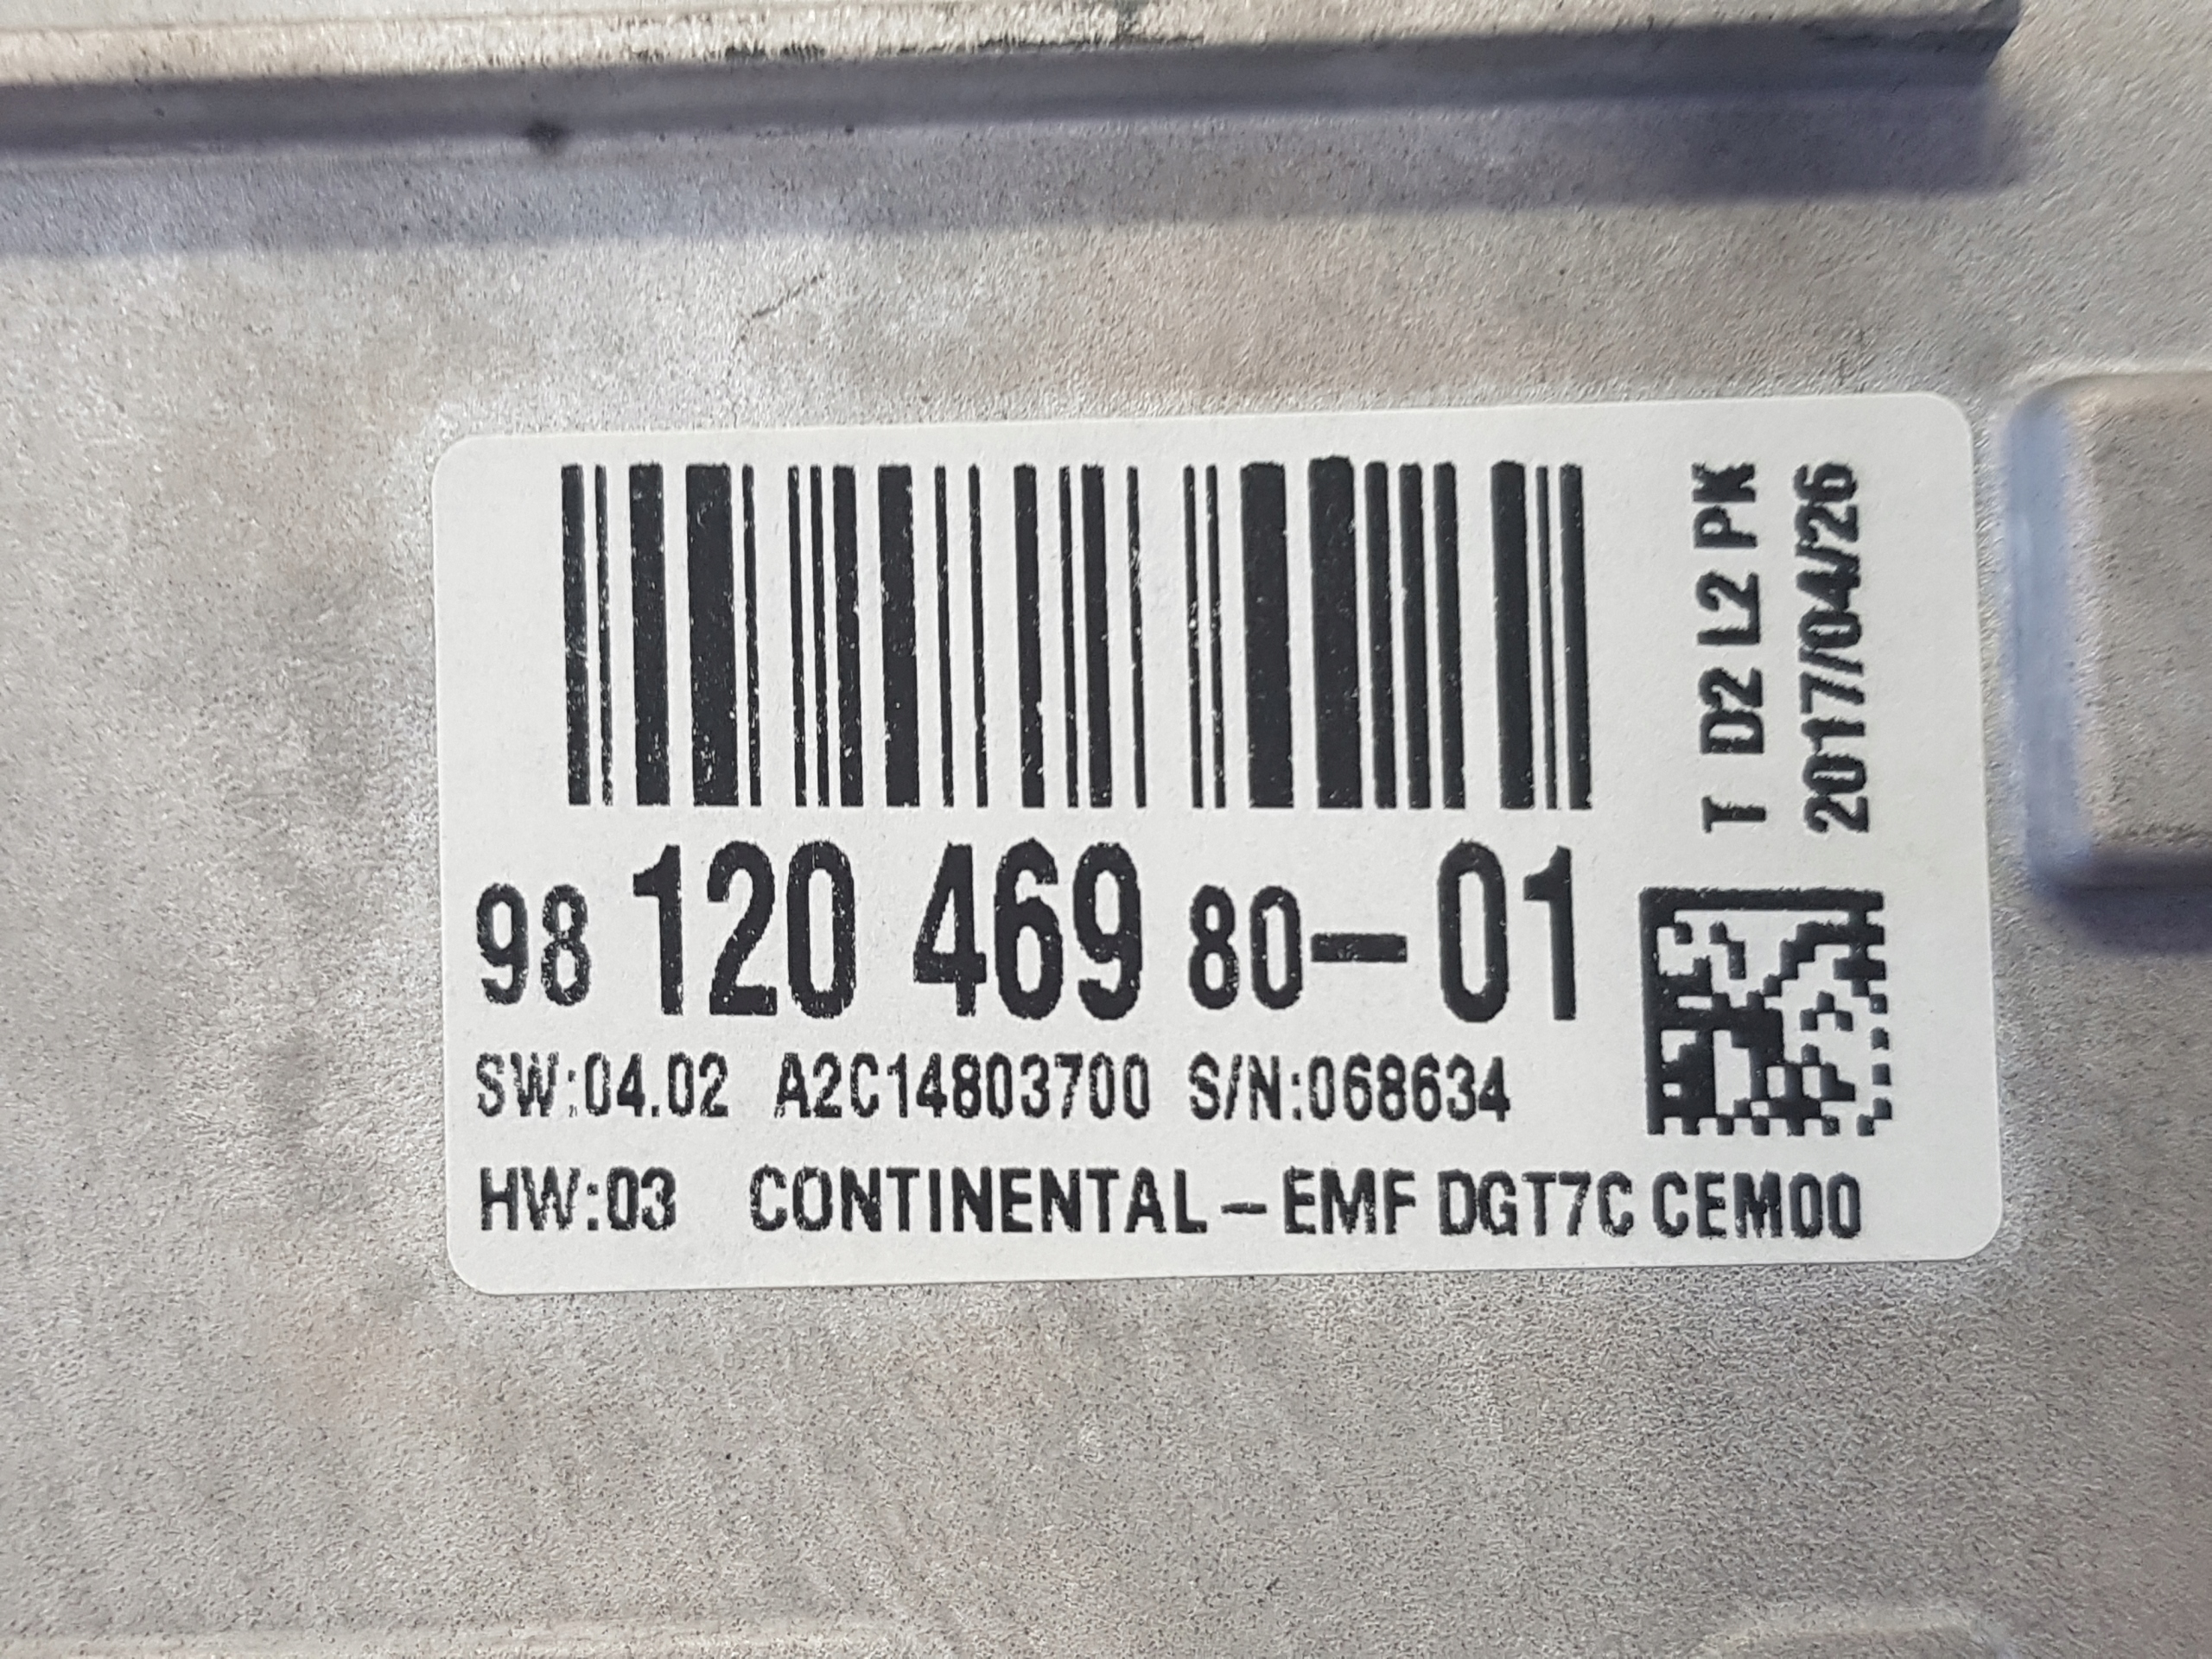 98 120 469 80-01
SW:04.02 A2C14803700 S/N:068634
HW:03 CONTINENTAL-EMF DGT7C CEM00
T D2 L2 PK
2017/04/26